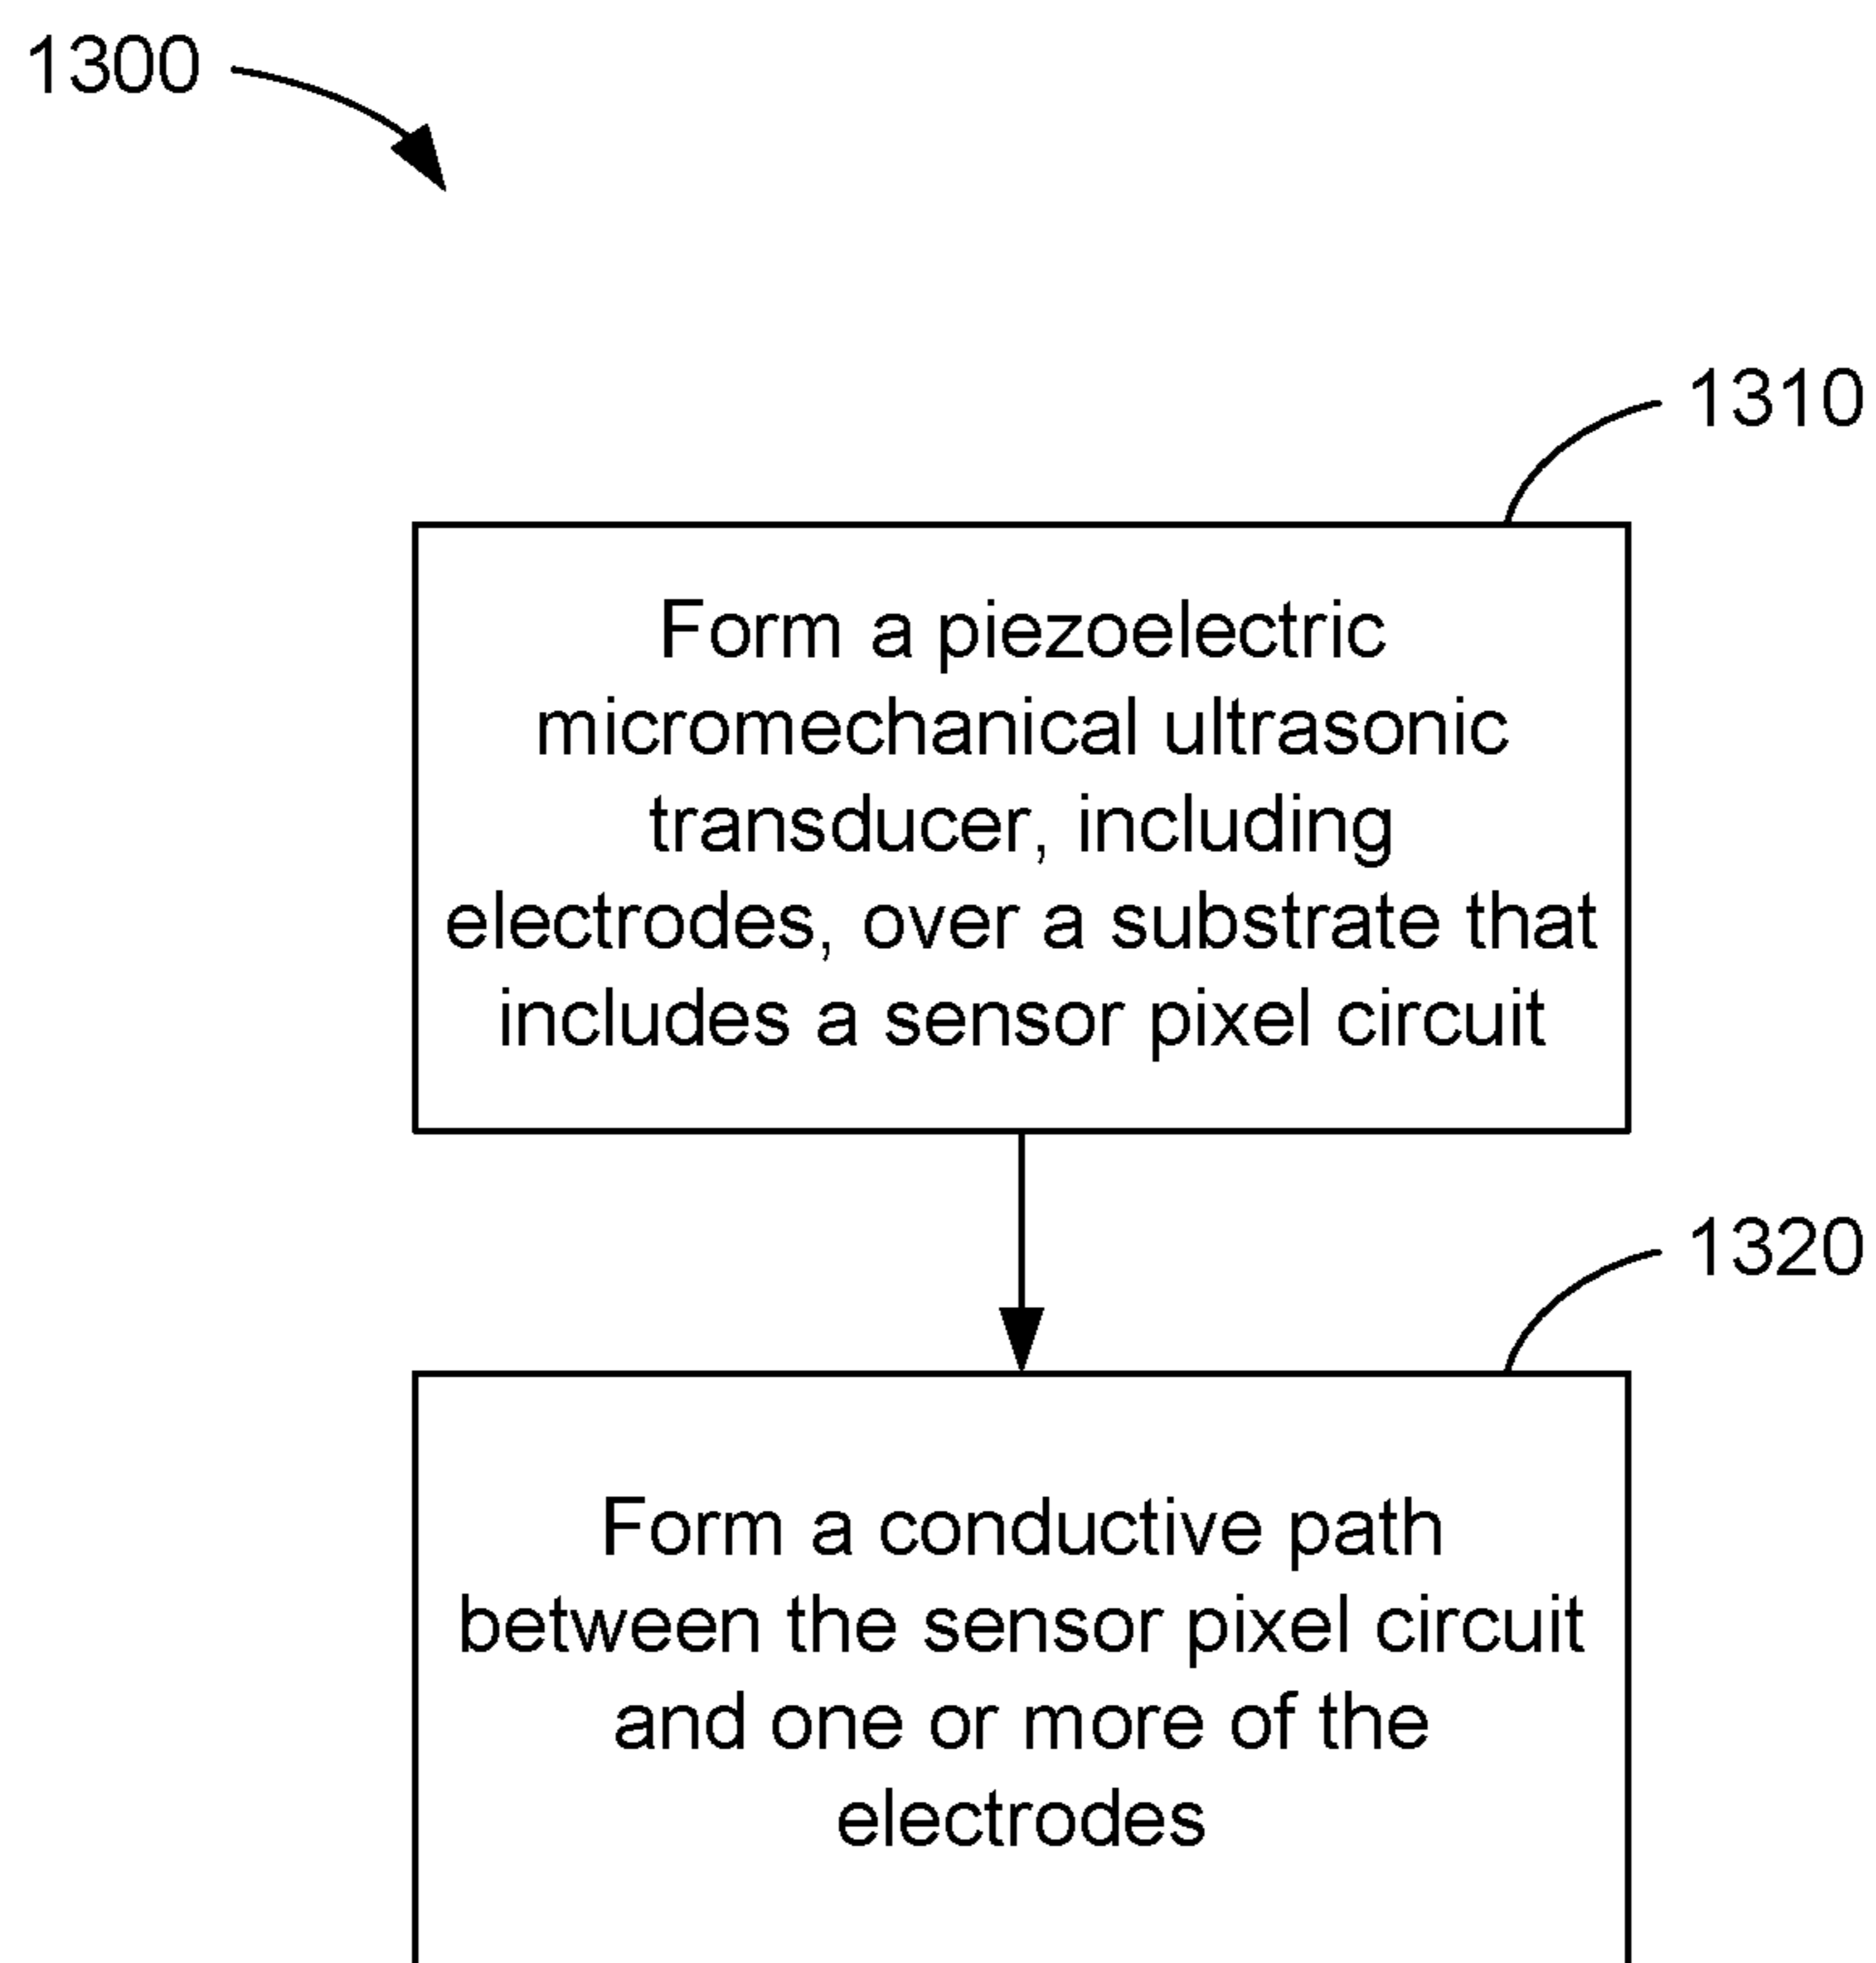 1300
1310
Form a piezoelectric
micromechanical ultrasonic
transducer, including
electrodes, over a substrate that
includes a sensor pixel circuit
1320
Form a conductive path
between the sensor pixel circuit
and one or more of the
electrodes